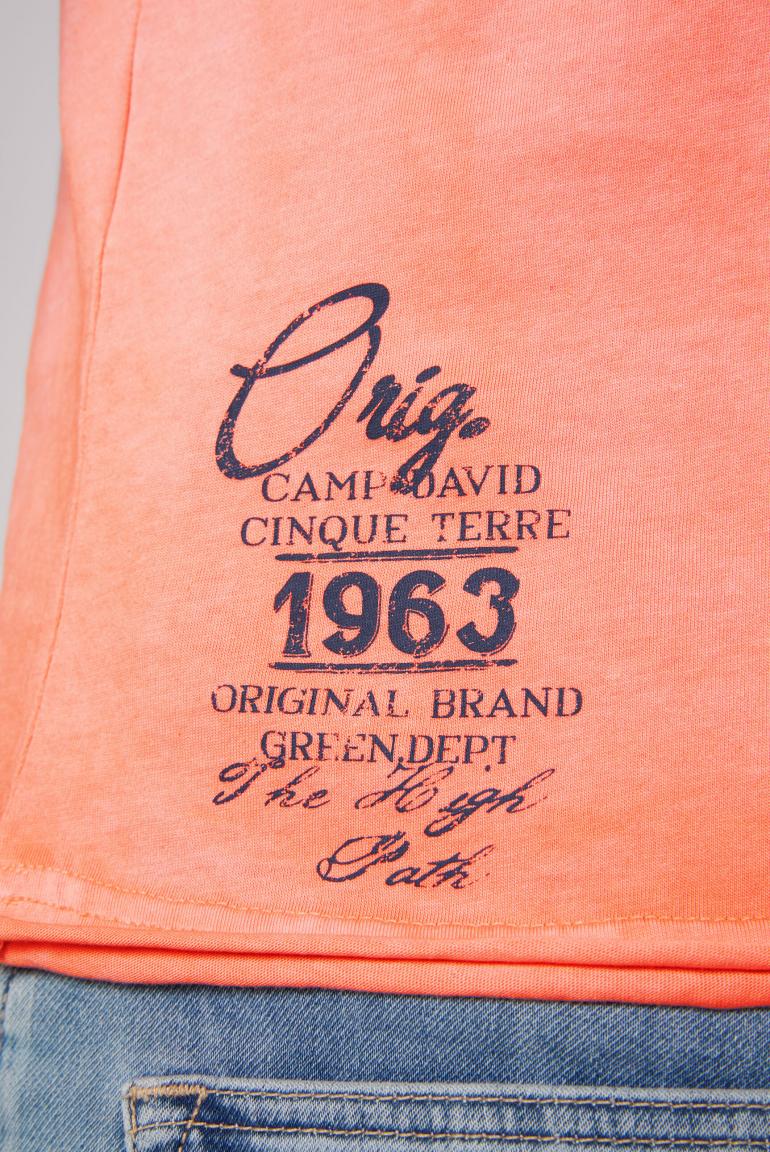 Orig.
CAMP DAVID
CINQUE TERRE
1963
ORIGINAL BRAND
GREEN DEPT
The High
Path